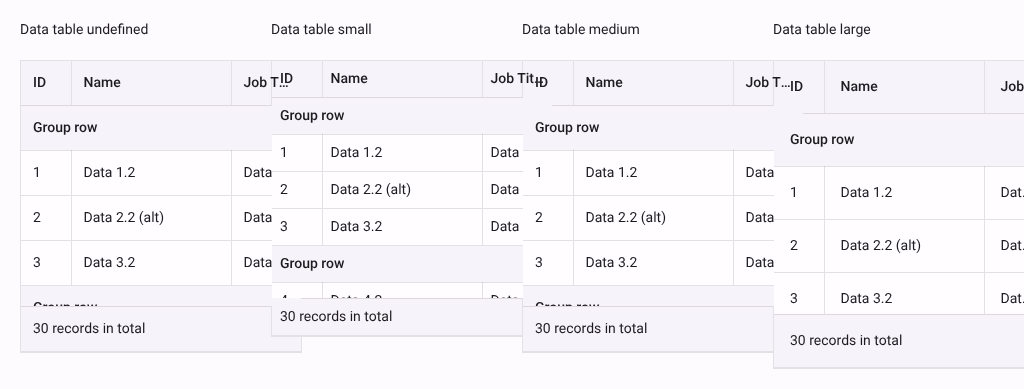 Data table undefined
ID Name Job T…
Group row
1 Data 1.2 Data
2 Data 2.2 (alt) Data
3 Data 3.2 Data
Group row
30 records in total
Data table small
ID Name Job Tit…
Group row
1 Data 1.2 Data
2 Data 2.2 (alt) Data
3 Data 3.2 Data
Group row
30 records in total
Data table medium
ID Name Job T…
Group row
1 Data 1.2 Data
2 Data 2.2 (alt) Data
3 Data 3.2 Data
Group row
30 records in total
Data table large
ID Name Job
Group row
1 Data 1.2 Dat.
2 Data 2.2 (alt) Dat.
3 Data 3.2 Dat.
30 records in total